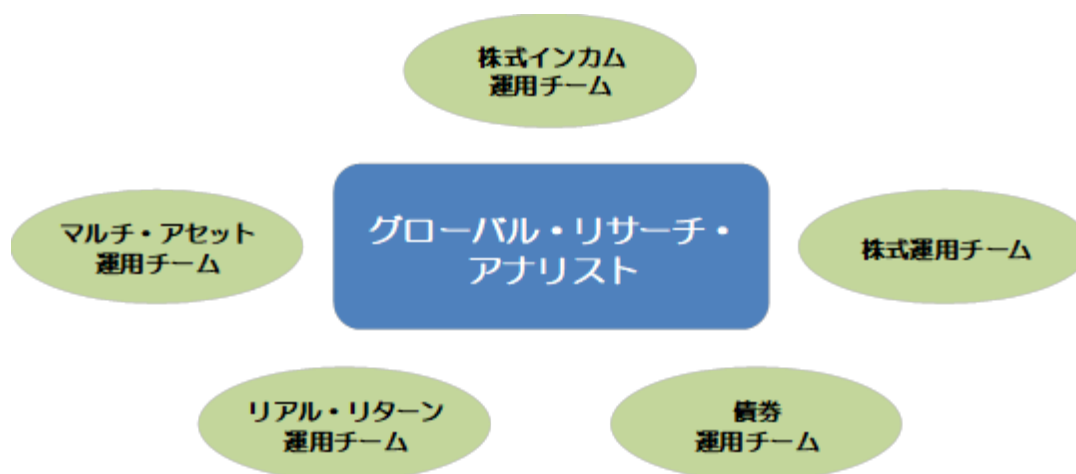 株式インカム
運用チーム
マルチ・アセット
運用チーム
グローバル・リサーチ・
アナリスト
株式運用チーム
リアル・リターン
運用チーム
債券
運用チーム